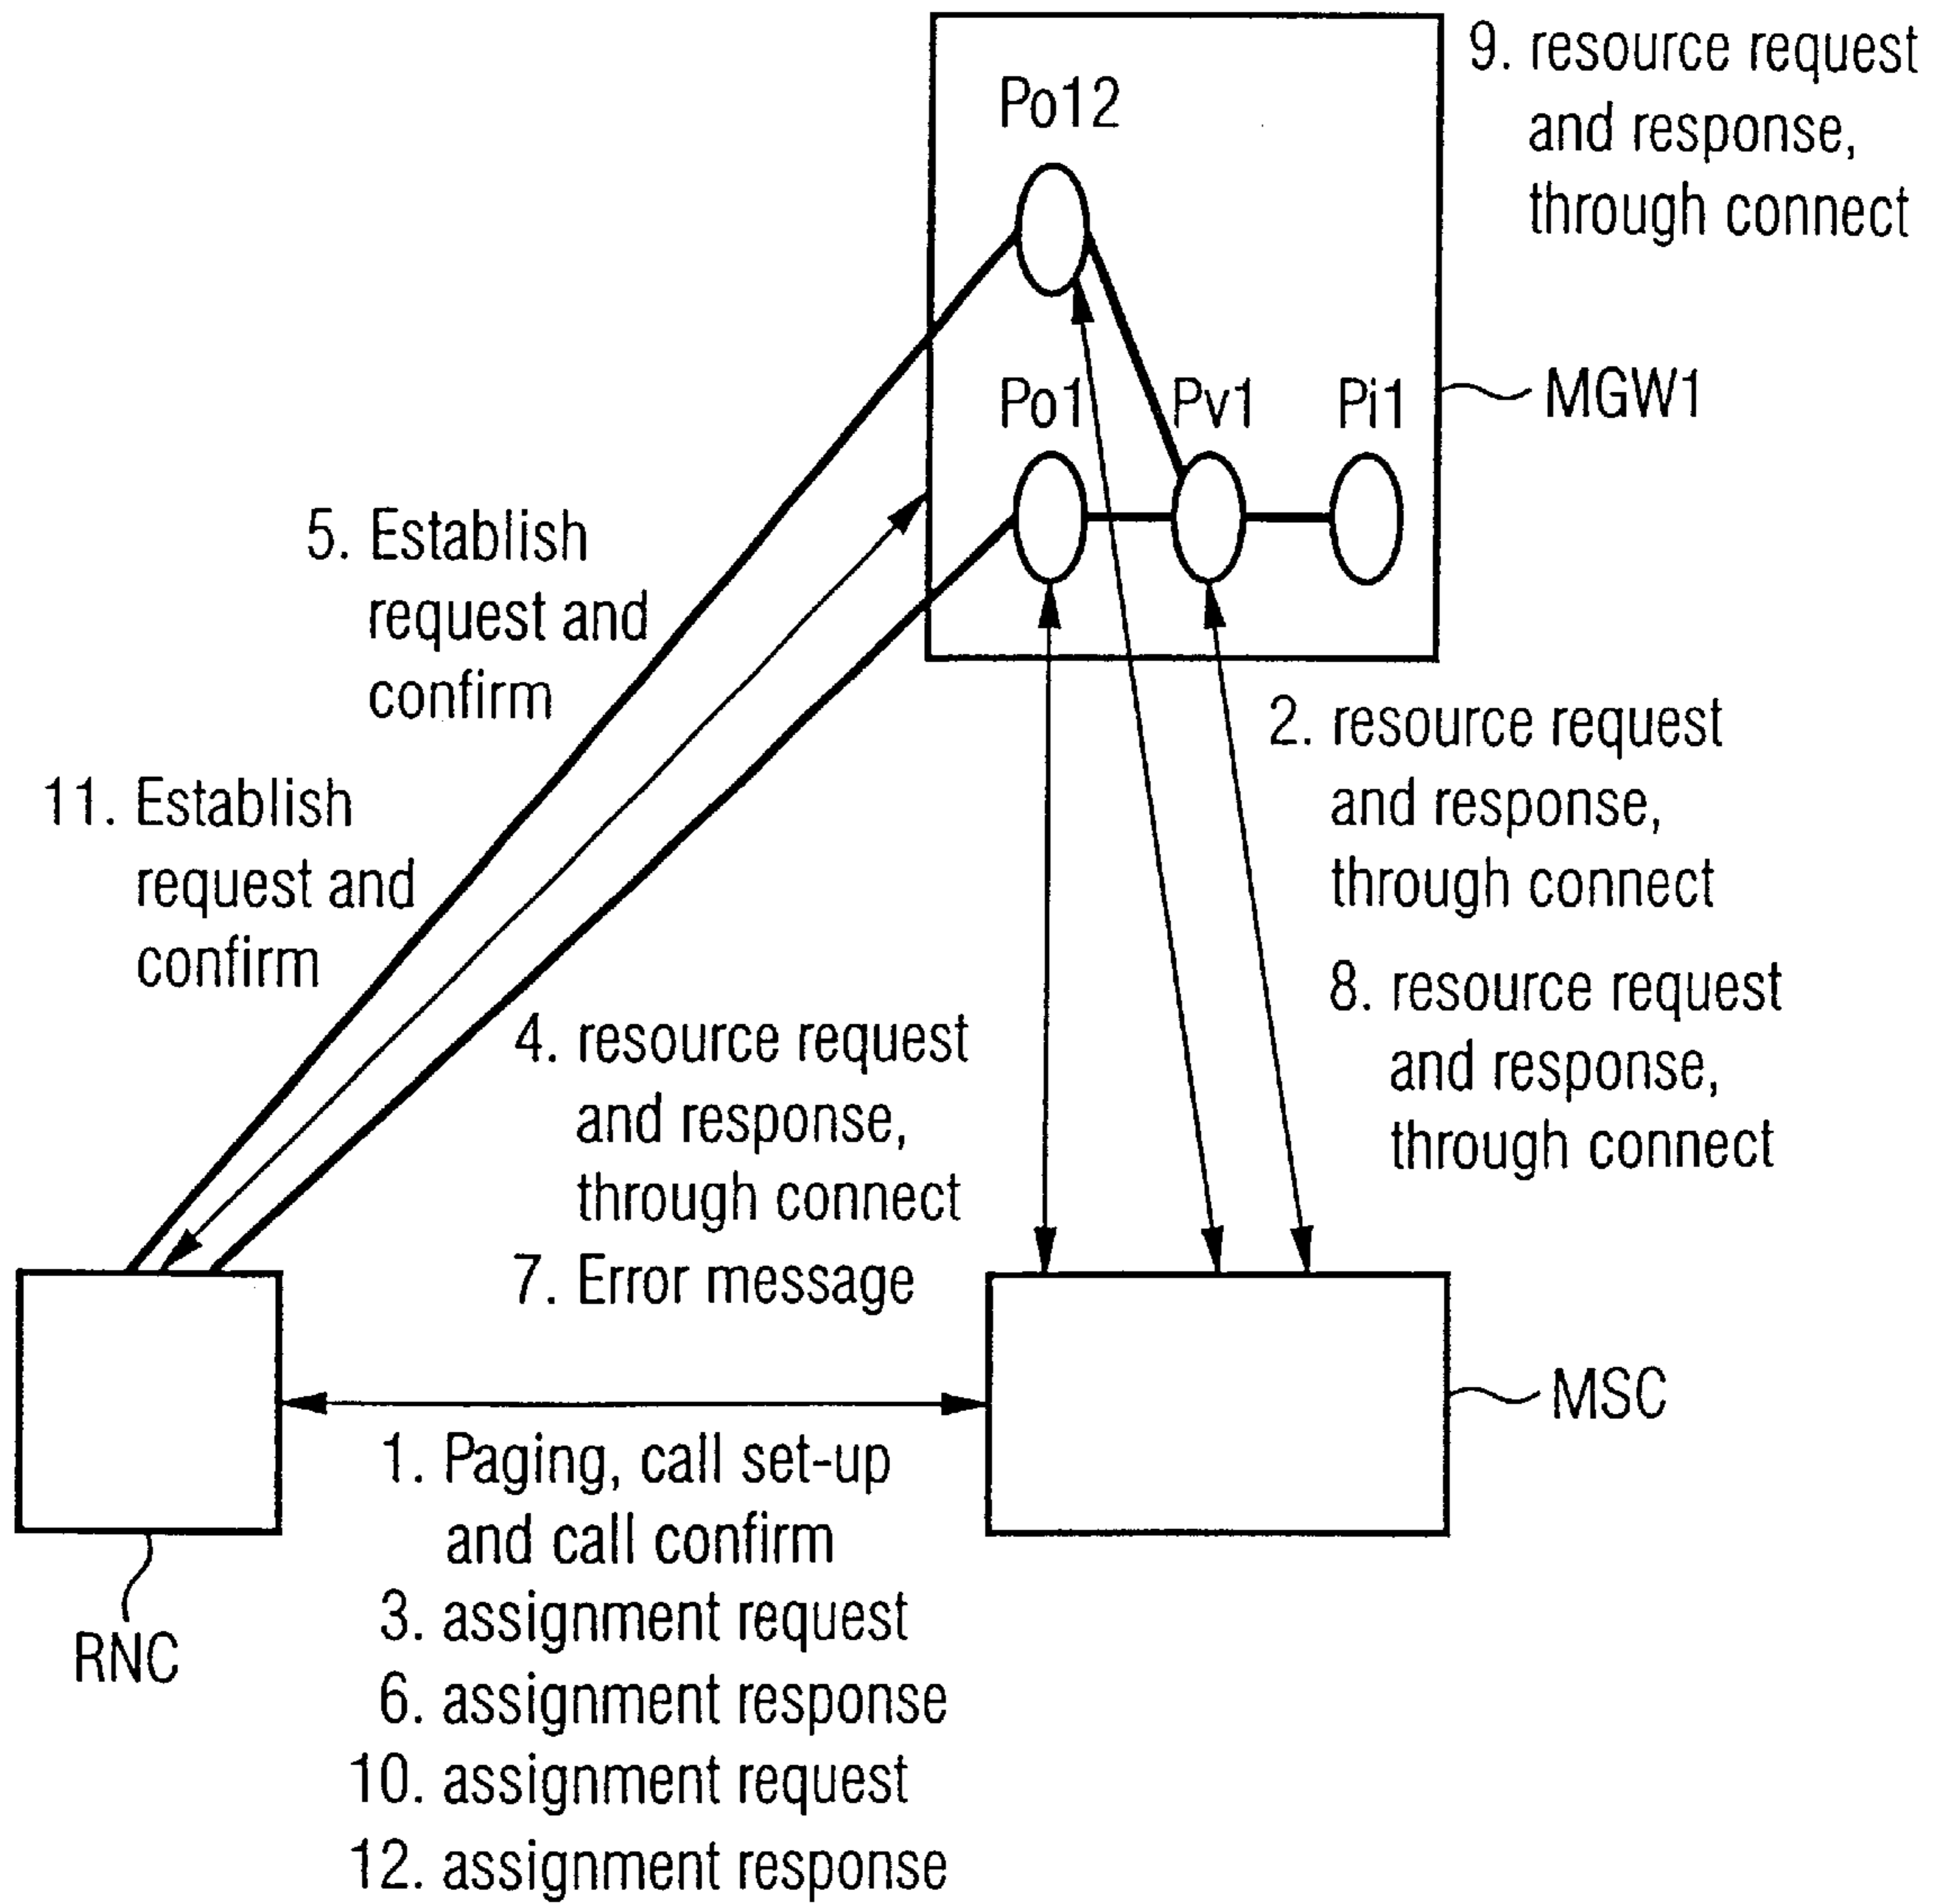 9. resource request
and response,
through connect
Po12
MGW1
Po1
Pv1
Pi1
5. Establish
request and
confirm
2. resource request
and response,
through connect
11. Establish
request and
confirm
8. resource request
and response,
through connect
4. resource request
and response,
through connect
7. Error message
MSC
1. Paging, call set-up
and call confirm
3. assignment request
6. assignment response
10. assignment request
12. assignment response
RNC